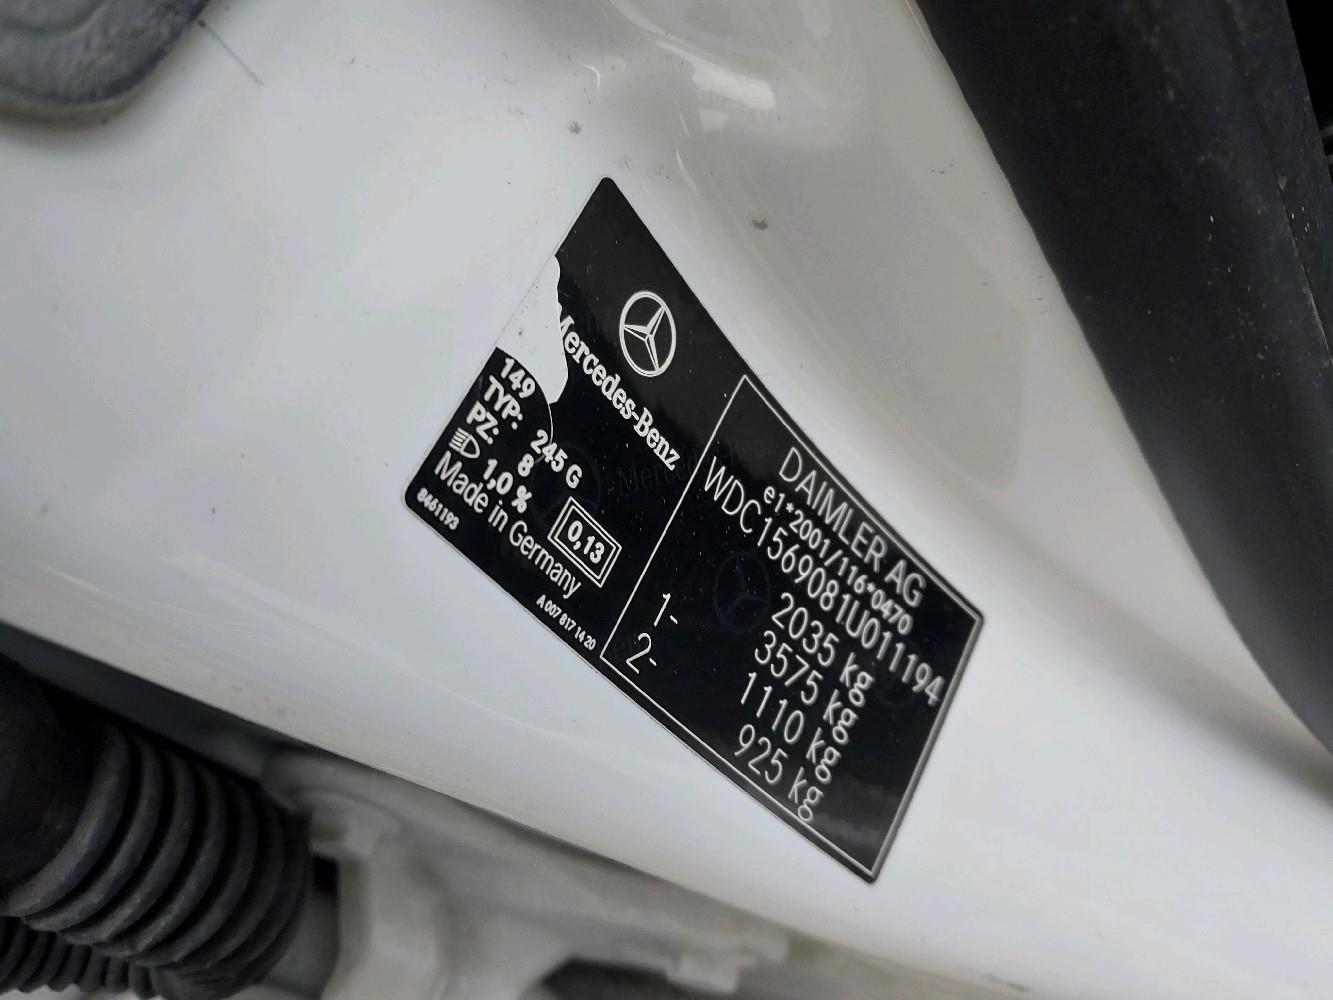 Mercedes-Benz
DAIMLER AG
e1*2001/116*0470
WDC1569081U011194
2035 kg
3575 kg
1- 1110 kg
2- 925 kg
149
TYP: 245 G
PZ: 8
1,0 %
0,13
Made in Germany
8461193
A 007 817 14 20